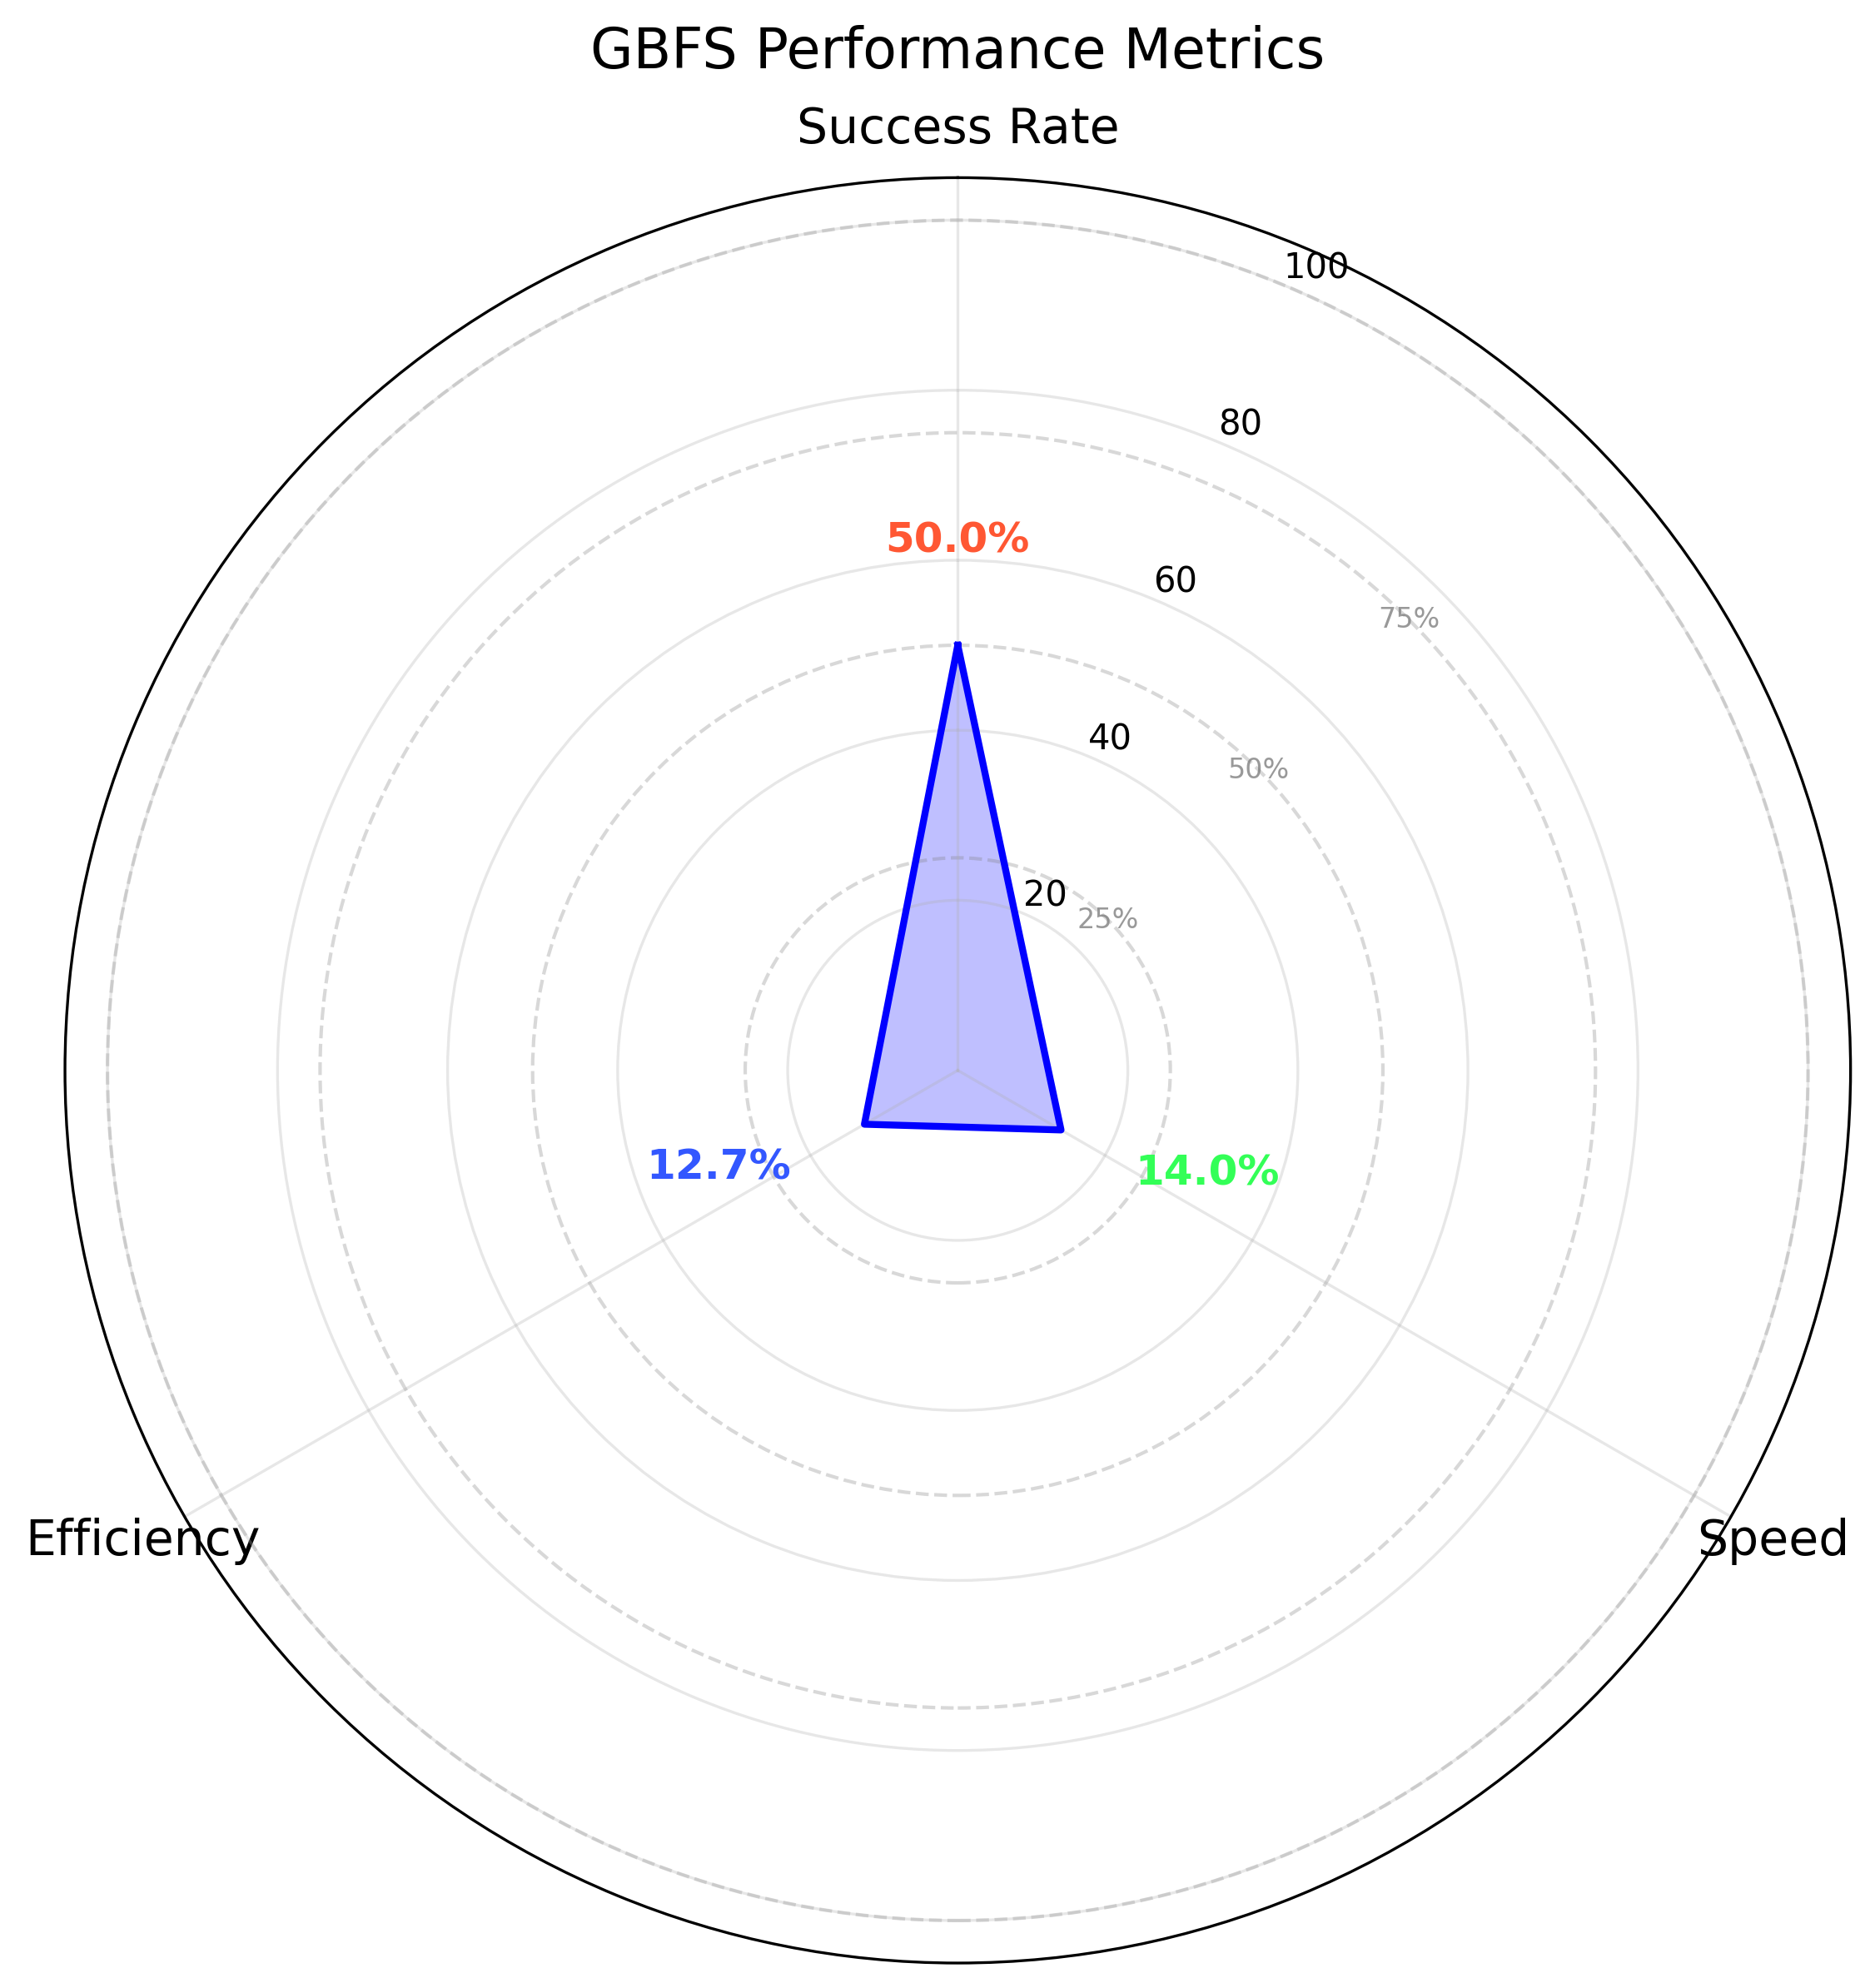 GBFS Performance Metrics
Success Rate
100
80
50.0%
60
75%
40
50%
20
25%
12.7%
14.0%
Efficiency
Speed